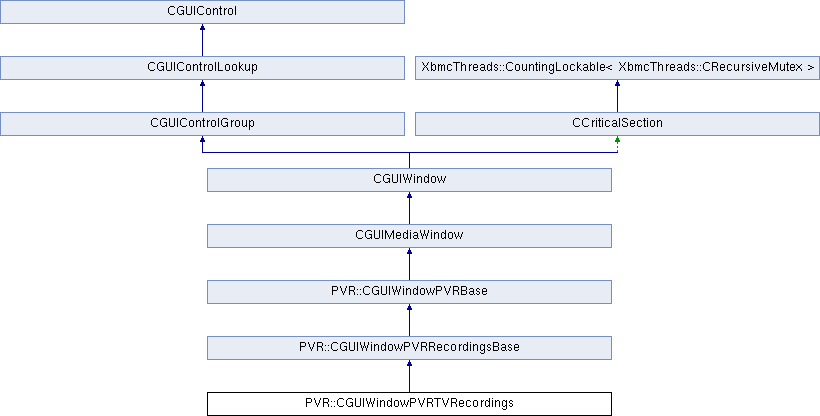 CGUIControl
CGUIControlLookup
XbmcThreads::CountingLockable< XbmcThreads::CRecursiveMutex >
CGUIControlGroup
CCriticalSection
CGUIWindow
CGUIMediaWindow
PVR::CGUIWindowPVRBase
PVR::CGUIWindowPVRRecordingsBase
PVR::CGUIWindowPVRTVRecordings